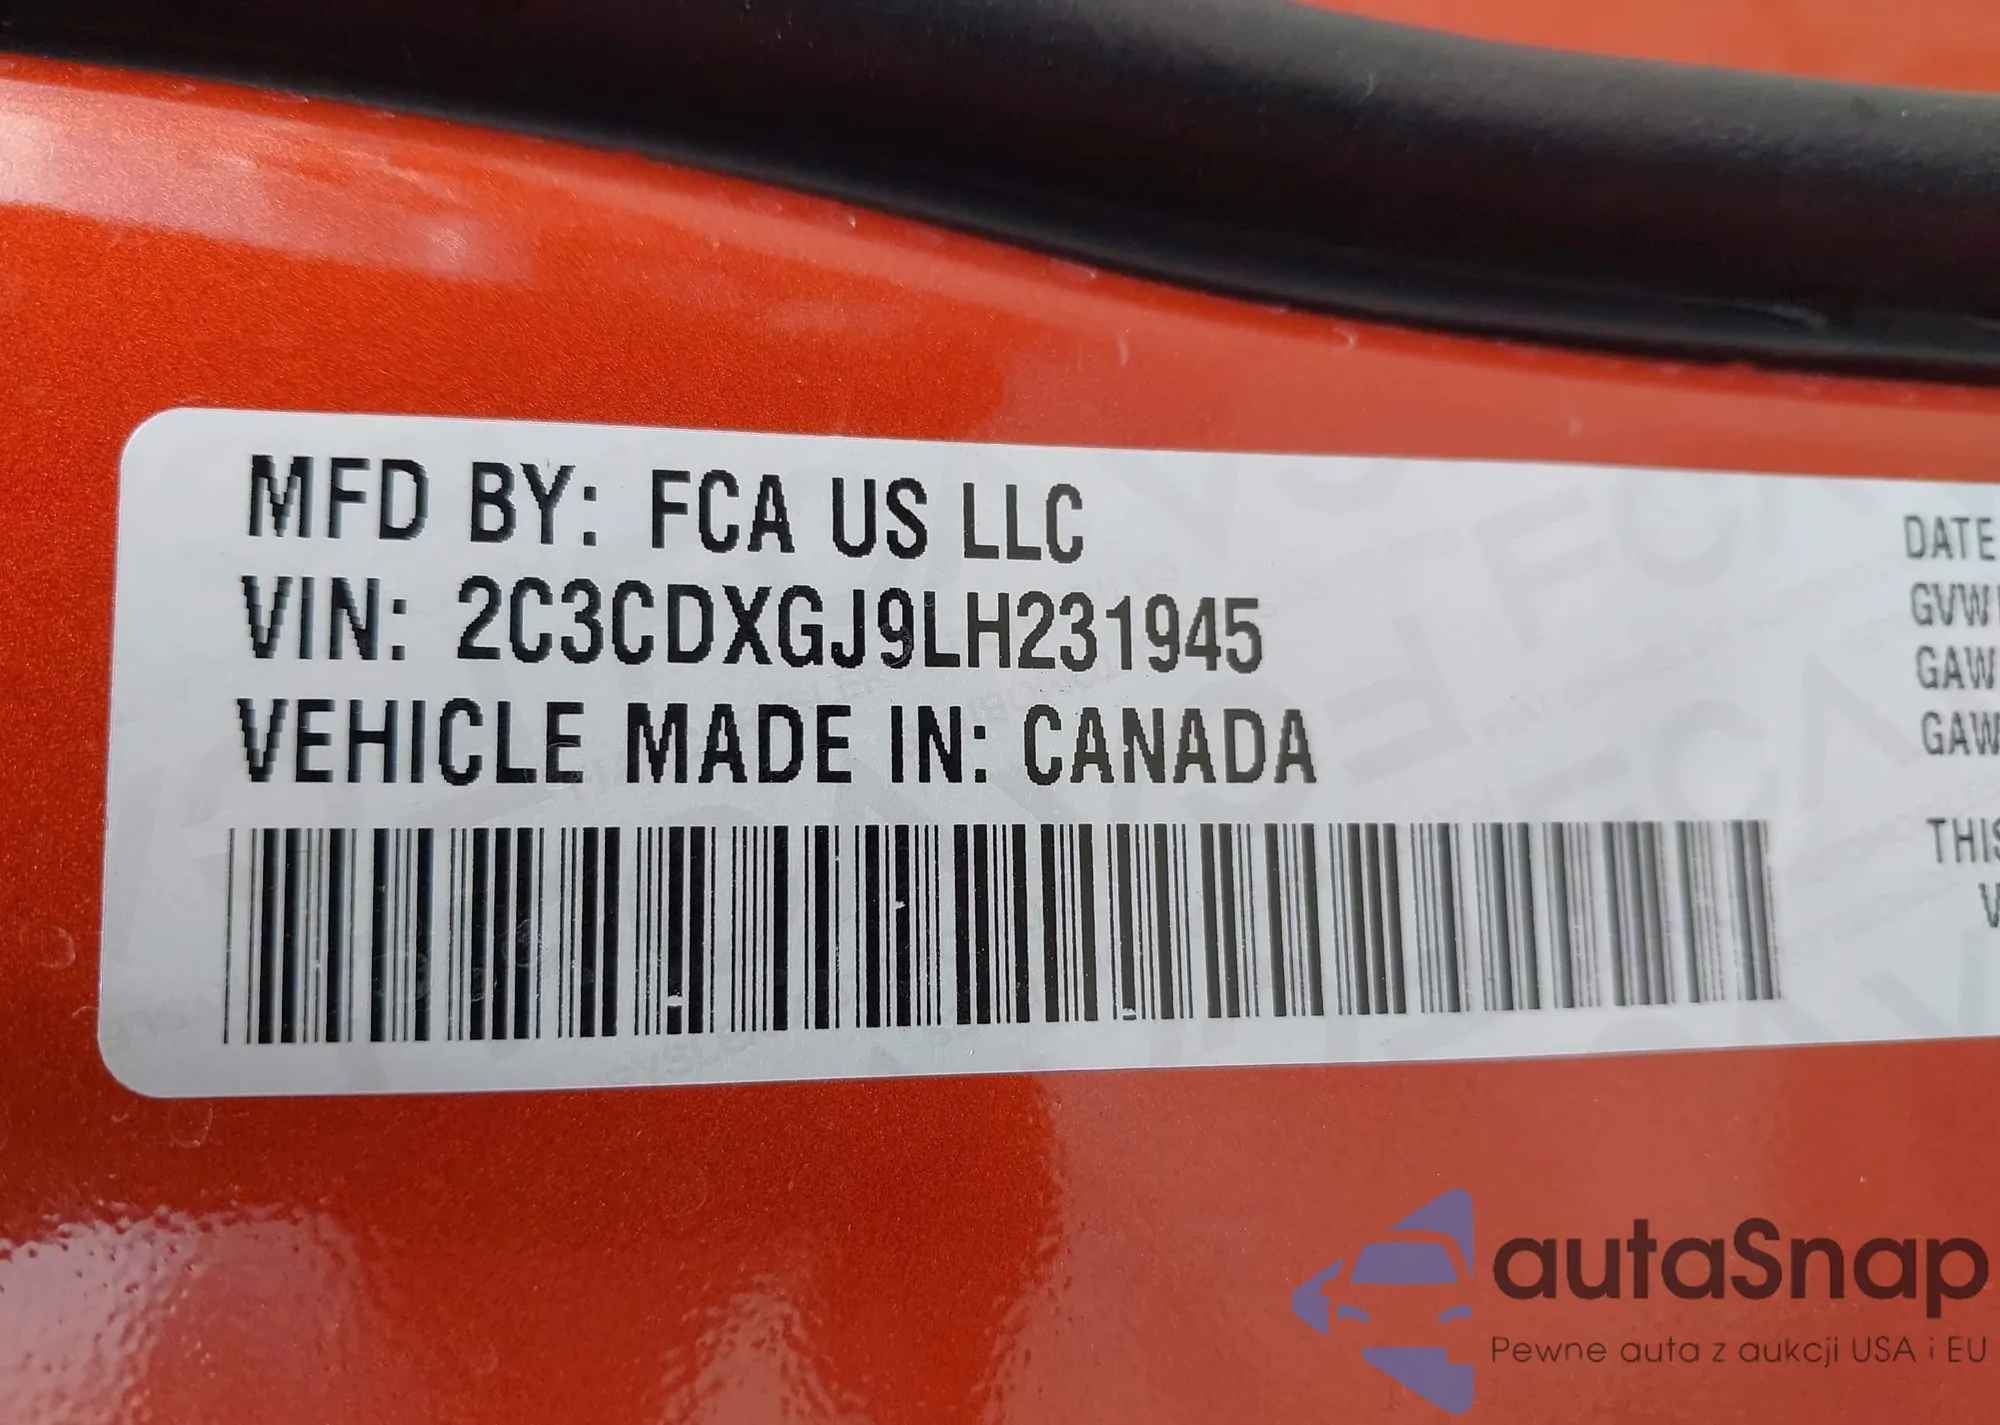 MFD BY: FCA US LLC
VIN: 2C3CDXGJ9LH231945
VEHICLE MADE IN: CANADA
DATE
GVW
GAW
GAW
THIS
autaSnap
Pewne auta z aukcji USA i EU